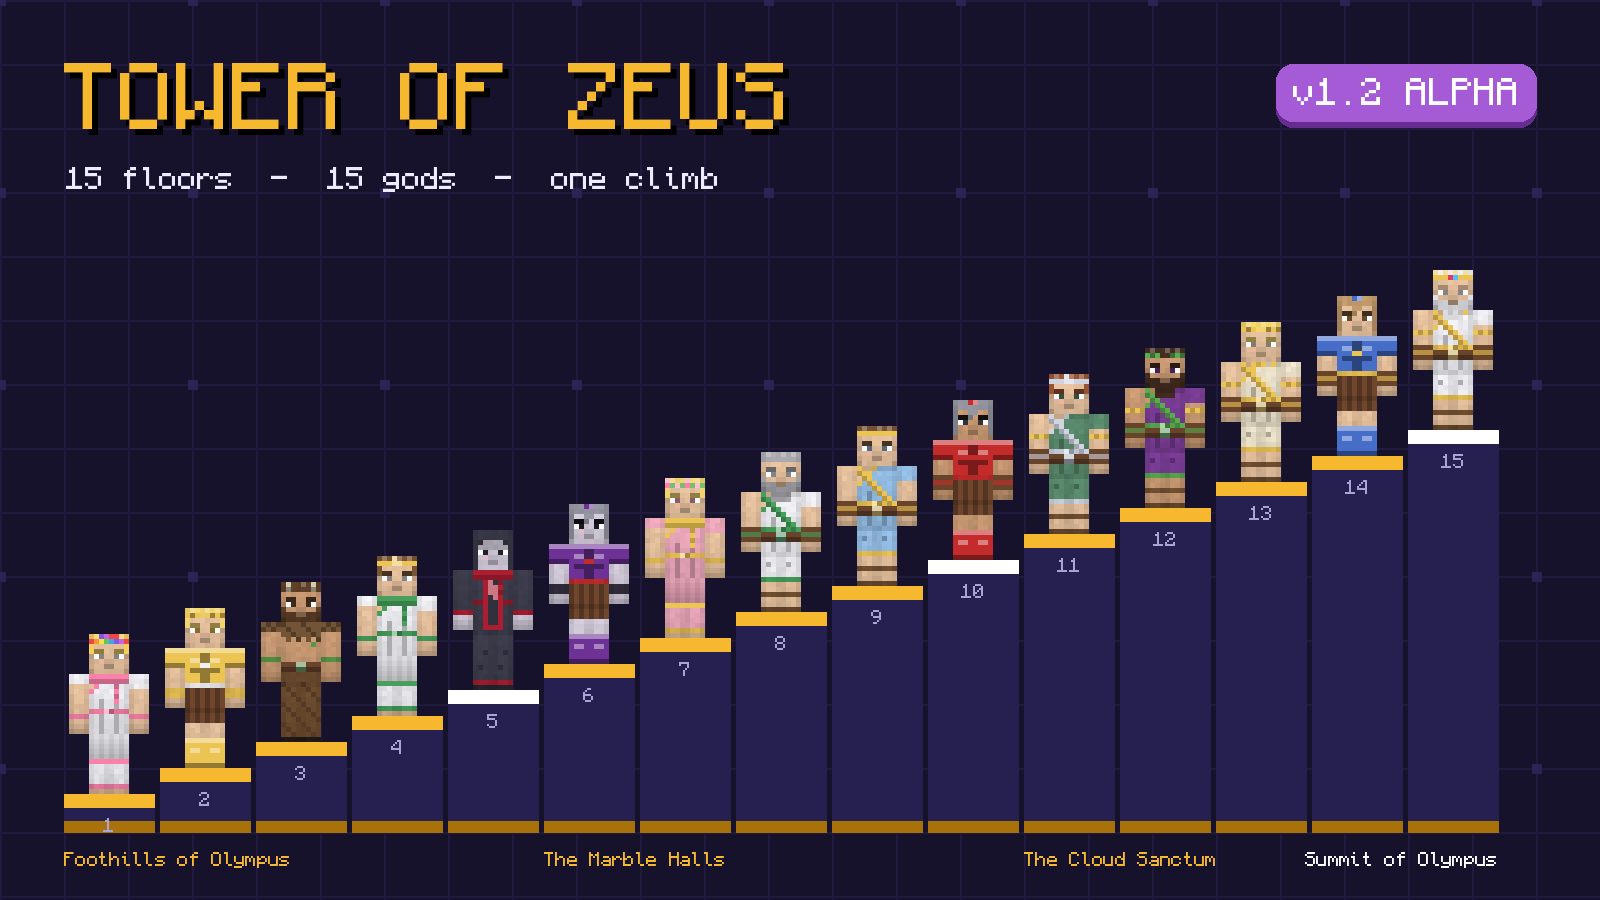 TOWER OF ZEUS
v1.2 ALPHA
15 floors - 15 gods - one climb
1
2
3
4
5
6
7
8
9
10
11
12
13
14
15
Foothills of Olympus
The Marble Halls
The Cloud Sanctum
Summit of Olympus